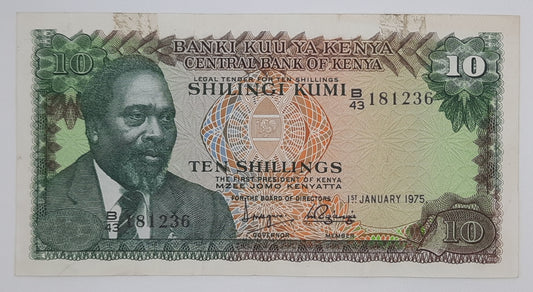 10
BANKI KUU YA KENYA
CENTRAL BANK OF KENYA
10
LEGAL TENDER FOR TEN SHILLINGS
SHILINGI KUMI
B/43 181236
TEN SHILLINGS
THE FIRST PRESIDENT OF KENYA
MZEE JOMO KENYATTA
FOR THE BOARD OF DIRECTORS
1ST JANUARY 1975
B/43 181236
GOVERNOR
MEMBER
10